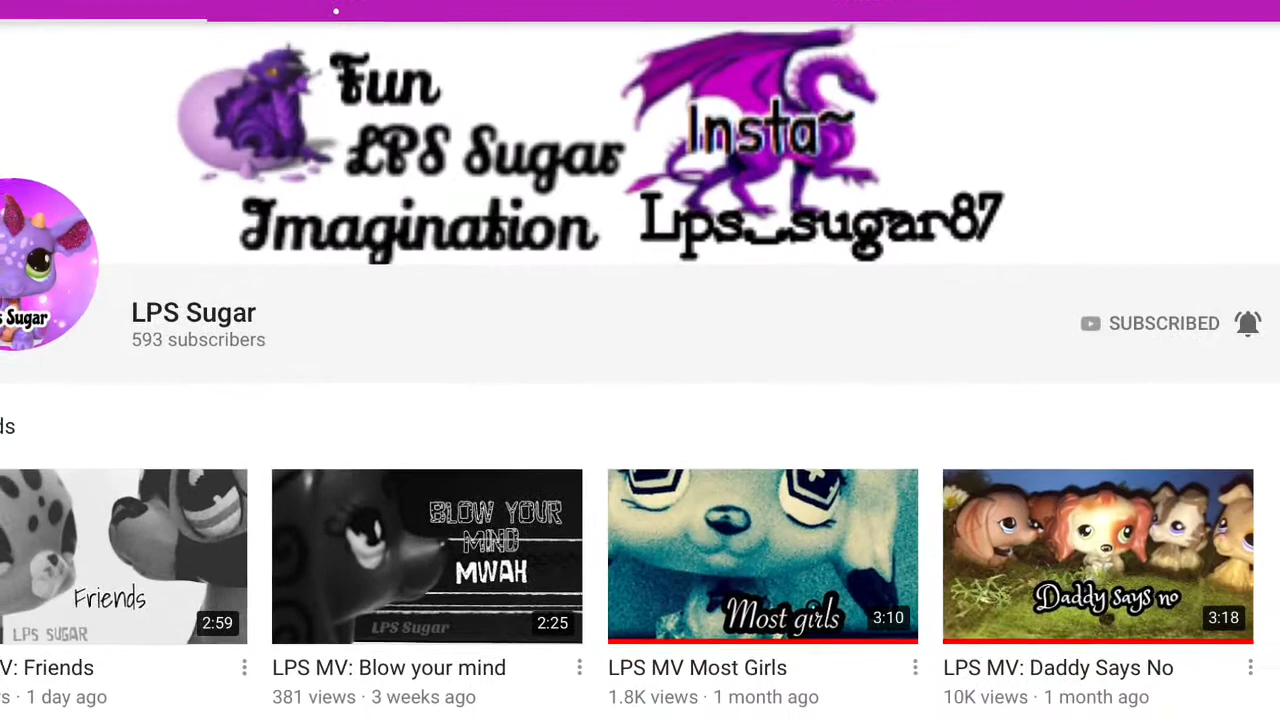 Fun
LPS Sugar
Imagination
Insta~
Lps_sugar87
s Sugar
LPS Sugar
593 subscribers
SUBSCRIBED
ds
Friends
LPS SUGAR
2:59
BLOW YOUR
MIND
MWAH
LPS Sugar
2:25
Most girls
3:10
Daddy says no
3:18
V: Friends
LPS MV: Blow your mind
LPS MV Most Girls
LPS MV: Daddy Says No
s · 1 day ago
381 views · 3 weeks ago
1.8K views · 1 month ago
10K views · 1 month ago